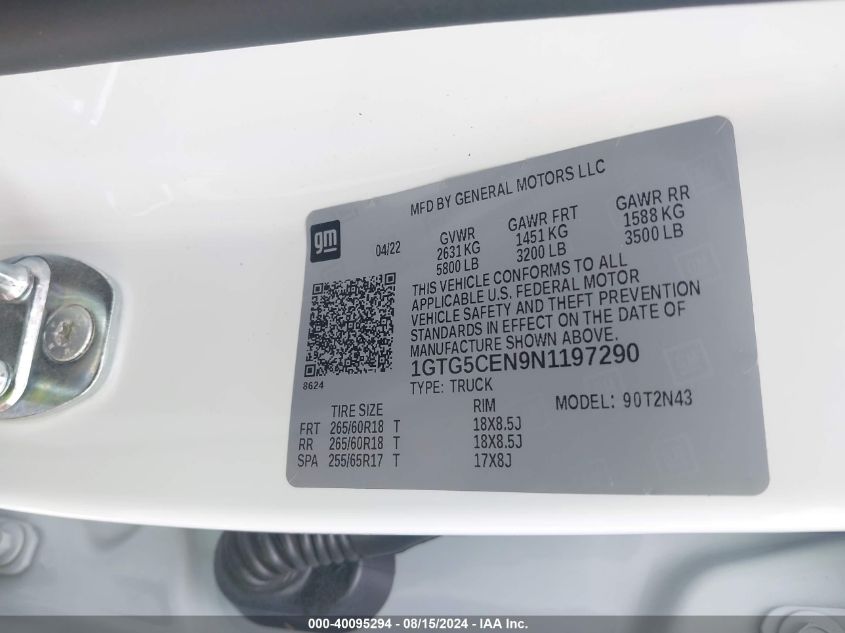 MFD BY GENERAL MOTORS LLC
gm
04/22
GVWR GAWR FRT GAWR RR
2631 KG 1451 KG 1588 KG
5800 LB 3200 LB 3500 LB
THIS VEHICLE CONFORMS TO ALL
APPLICABLE U.S. FEDERAL MOTOR
VEHICLE SAFETY AND THEFT PREVENTION
STANDARDS IN EFFECT ON THE DATE OF
MANUFACTURE SHOWN ABOVE.
8624
1GTG5CEN9N1197290
TYPE: TRUCK
MODEL: 90T2N43
TIRE SIZE RIM
FRT 265/60R18 T 18X8.5J
RR 265/60R18 T 18X8.5J
SPA 255/65R17 T 17X8J
000-40095294 - 08/15/2024 - IAA Inc.